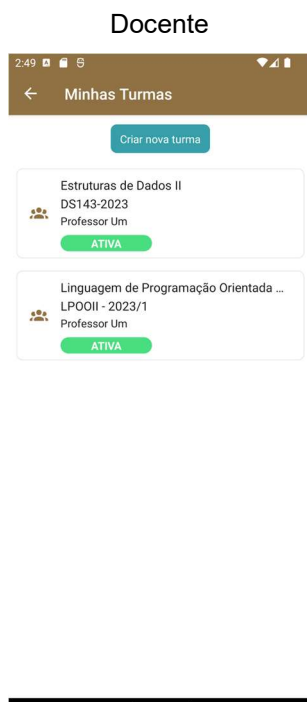 Docente
2:49
Minhas Turmas
Criar nova turma
Estruturas de Dados II
DS143-2023
Professor Um
ATIVA
Linguagem de Programação Orientada ...
LPOOII - 2023/1
Professor Um
ATIVA